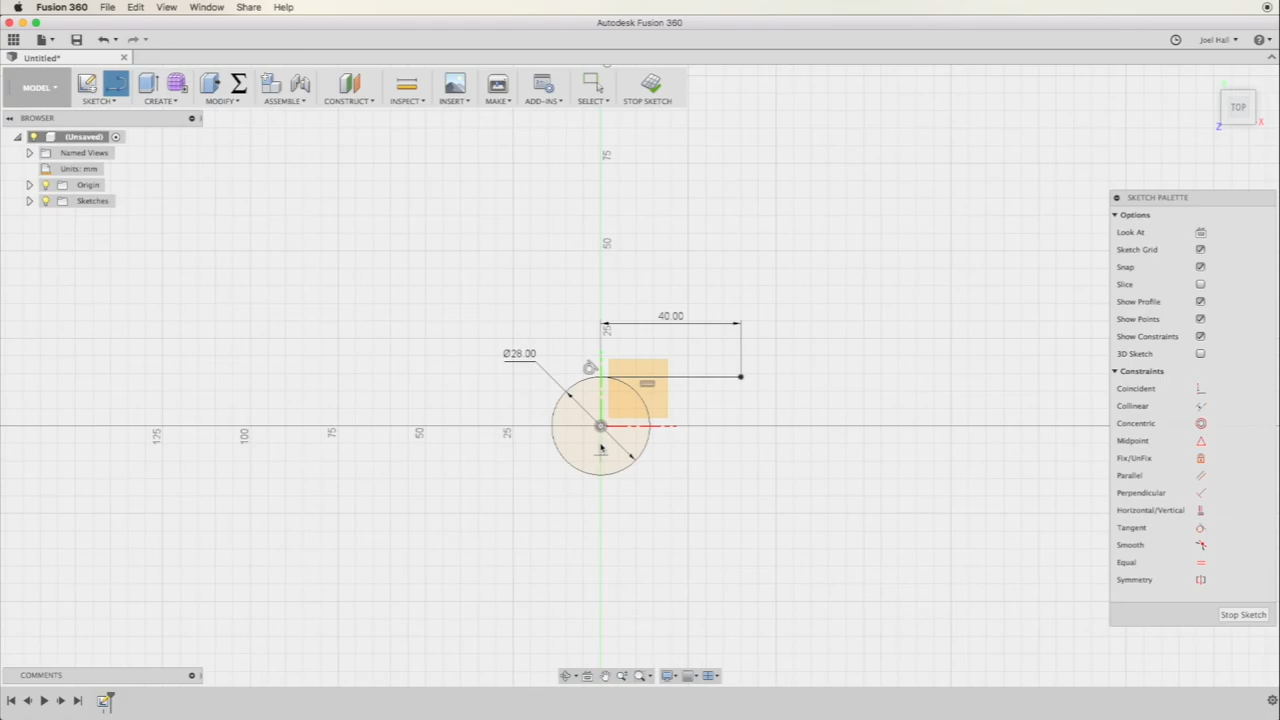 Fusion 360 File Edit View Window Share Help
Autodesk Fusion 360
Joel Hall
Untitled*
MODEL
SKETCH CREATE MODIFY ASSEMBLE CONSTRUCT INSPECT INSERT MAKE ADD-INS SELECT STOP SKETCH
TOP
X
Z
BROWSER
(Unsaved)
Named Views
Units: mm
Origin
Sketches
75
50
25
40.00
Ø28.00
125 100 75 50 25
SKETCH PALETTE
Options
Look At
Sketch Grid
Snap
Slice
Show Profile
Show Points
Show Constraints
3D Sketch
Constraints
Coincident
Collinear
Concentric
Midpoint
Fix/UnFix
Parallel
Perpendicular
Horizontal/Vertical
Tangent
Smooth
Equal
Symmetry
Stop Sketch
COMMENTS